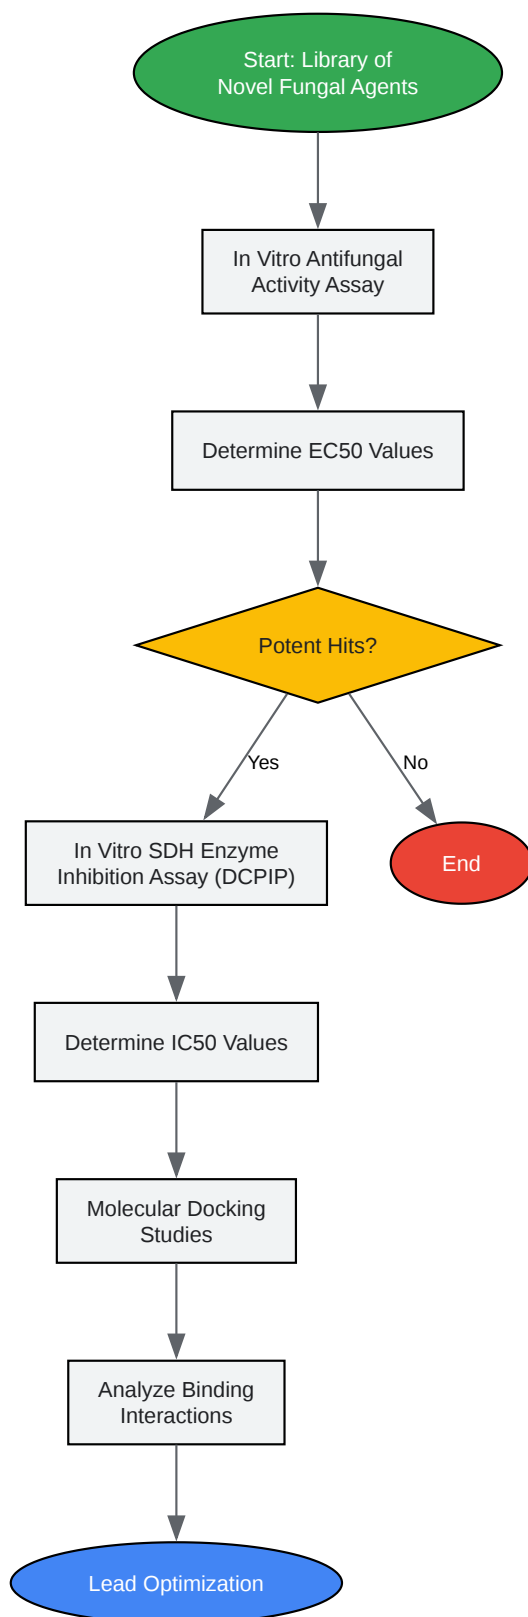 Start: Library of
Novel Fungal Agents
In Vitro Antifungal
Activity Assay
Determine EC50 Values
Potent Hits?
Yes
No
In Vitro SDH Enzyme
Inhibition Assay (DCPIP)
End
Determine IC50 Values
Molecular Docking
Studies
Analyze Binding
Interactions
Lead Optimization